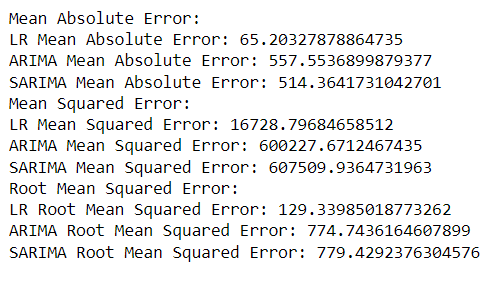 Mean Absolute Error:
LR Mean Absolute Error: 65.20327878864735
ARIMA Mean Absolute Error: 557.5536899879377
SARIMA Mean Absolute Error: 514.3641731042701
Mean Squared Error:
LR Mean Squared Error: 16728.79684658512
ARIMA Mean Squared Error: 600227.6712467435
SARIMA Mean Squared Error: 607509.9364731963
Root Mean Squared Error:
LR Root Mean Squared Error: 129.33985018773262
ARIMA Root Mean Squared Error: 774.7436164607899
SARIMA Root Mean Squared Error: 779.4292376304576